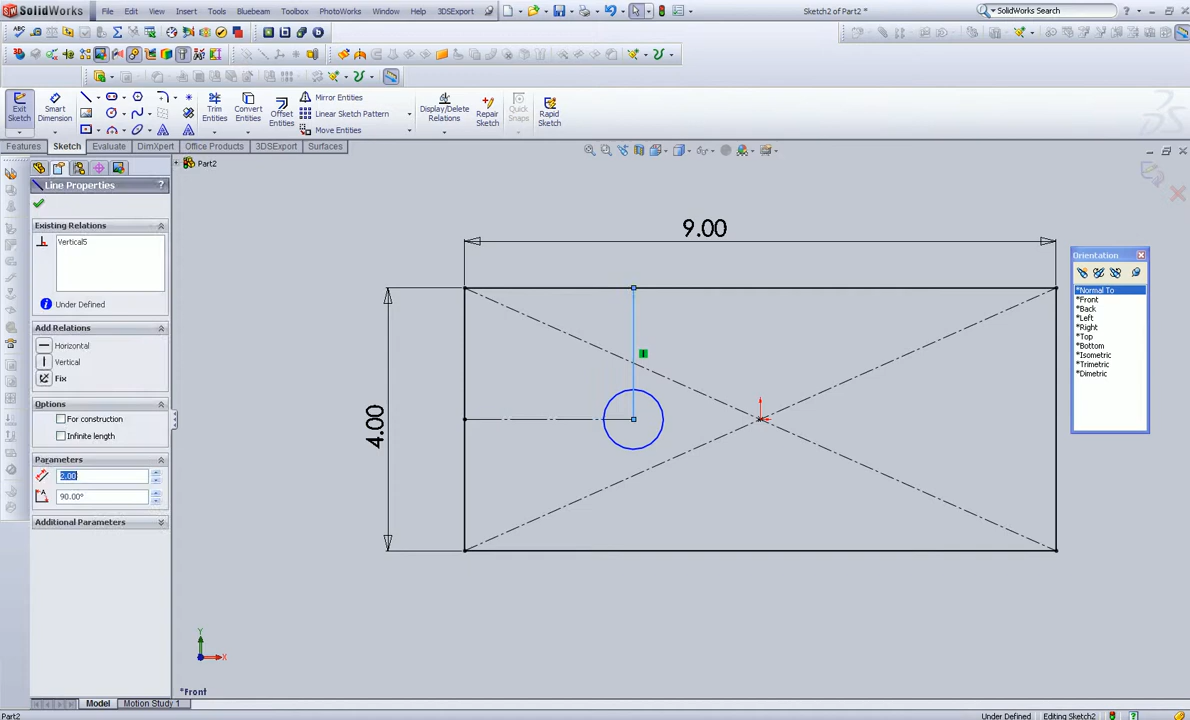 SolidWorks File Edit View Insert Tools Bluebeam Toolbox PhotoWorks Window Help 3DSExport Sketch2 of Part2 * SolidWorks Search
Exit Sketch
Smart Dimension
Trim Entities
Convert Entities
Offset Entities
Mirror Entities
Linear Sketch Pattern
Move Entities
Display/Delete Relations
Repair Sketch
Quick Snaps
Rapid Sketch
Features Sketch Evaluate DimXpert Office Products 3DSExport Surfaces
Part2
Line Properties ?
Existing Relations
Vertical5
Under Defined
Add Relations
Horizontal
Vertical
Fix
Options
For construction
Infinite length
Parameters
2.00
90.00°
Additional Parameters
9.00
4.00
Y
X
*Front
Orientation
*Normal To
*Front
*Back
*Left
*Right
*Top
*Bottom
*Isometric
*Trimetric
*Dimetric
Model Motion Study 1
Part2 Under Defined Editing Sketch2